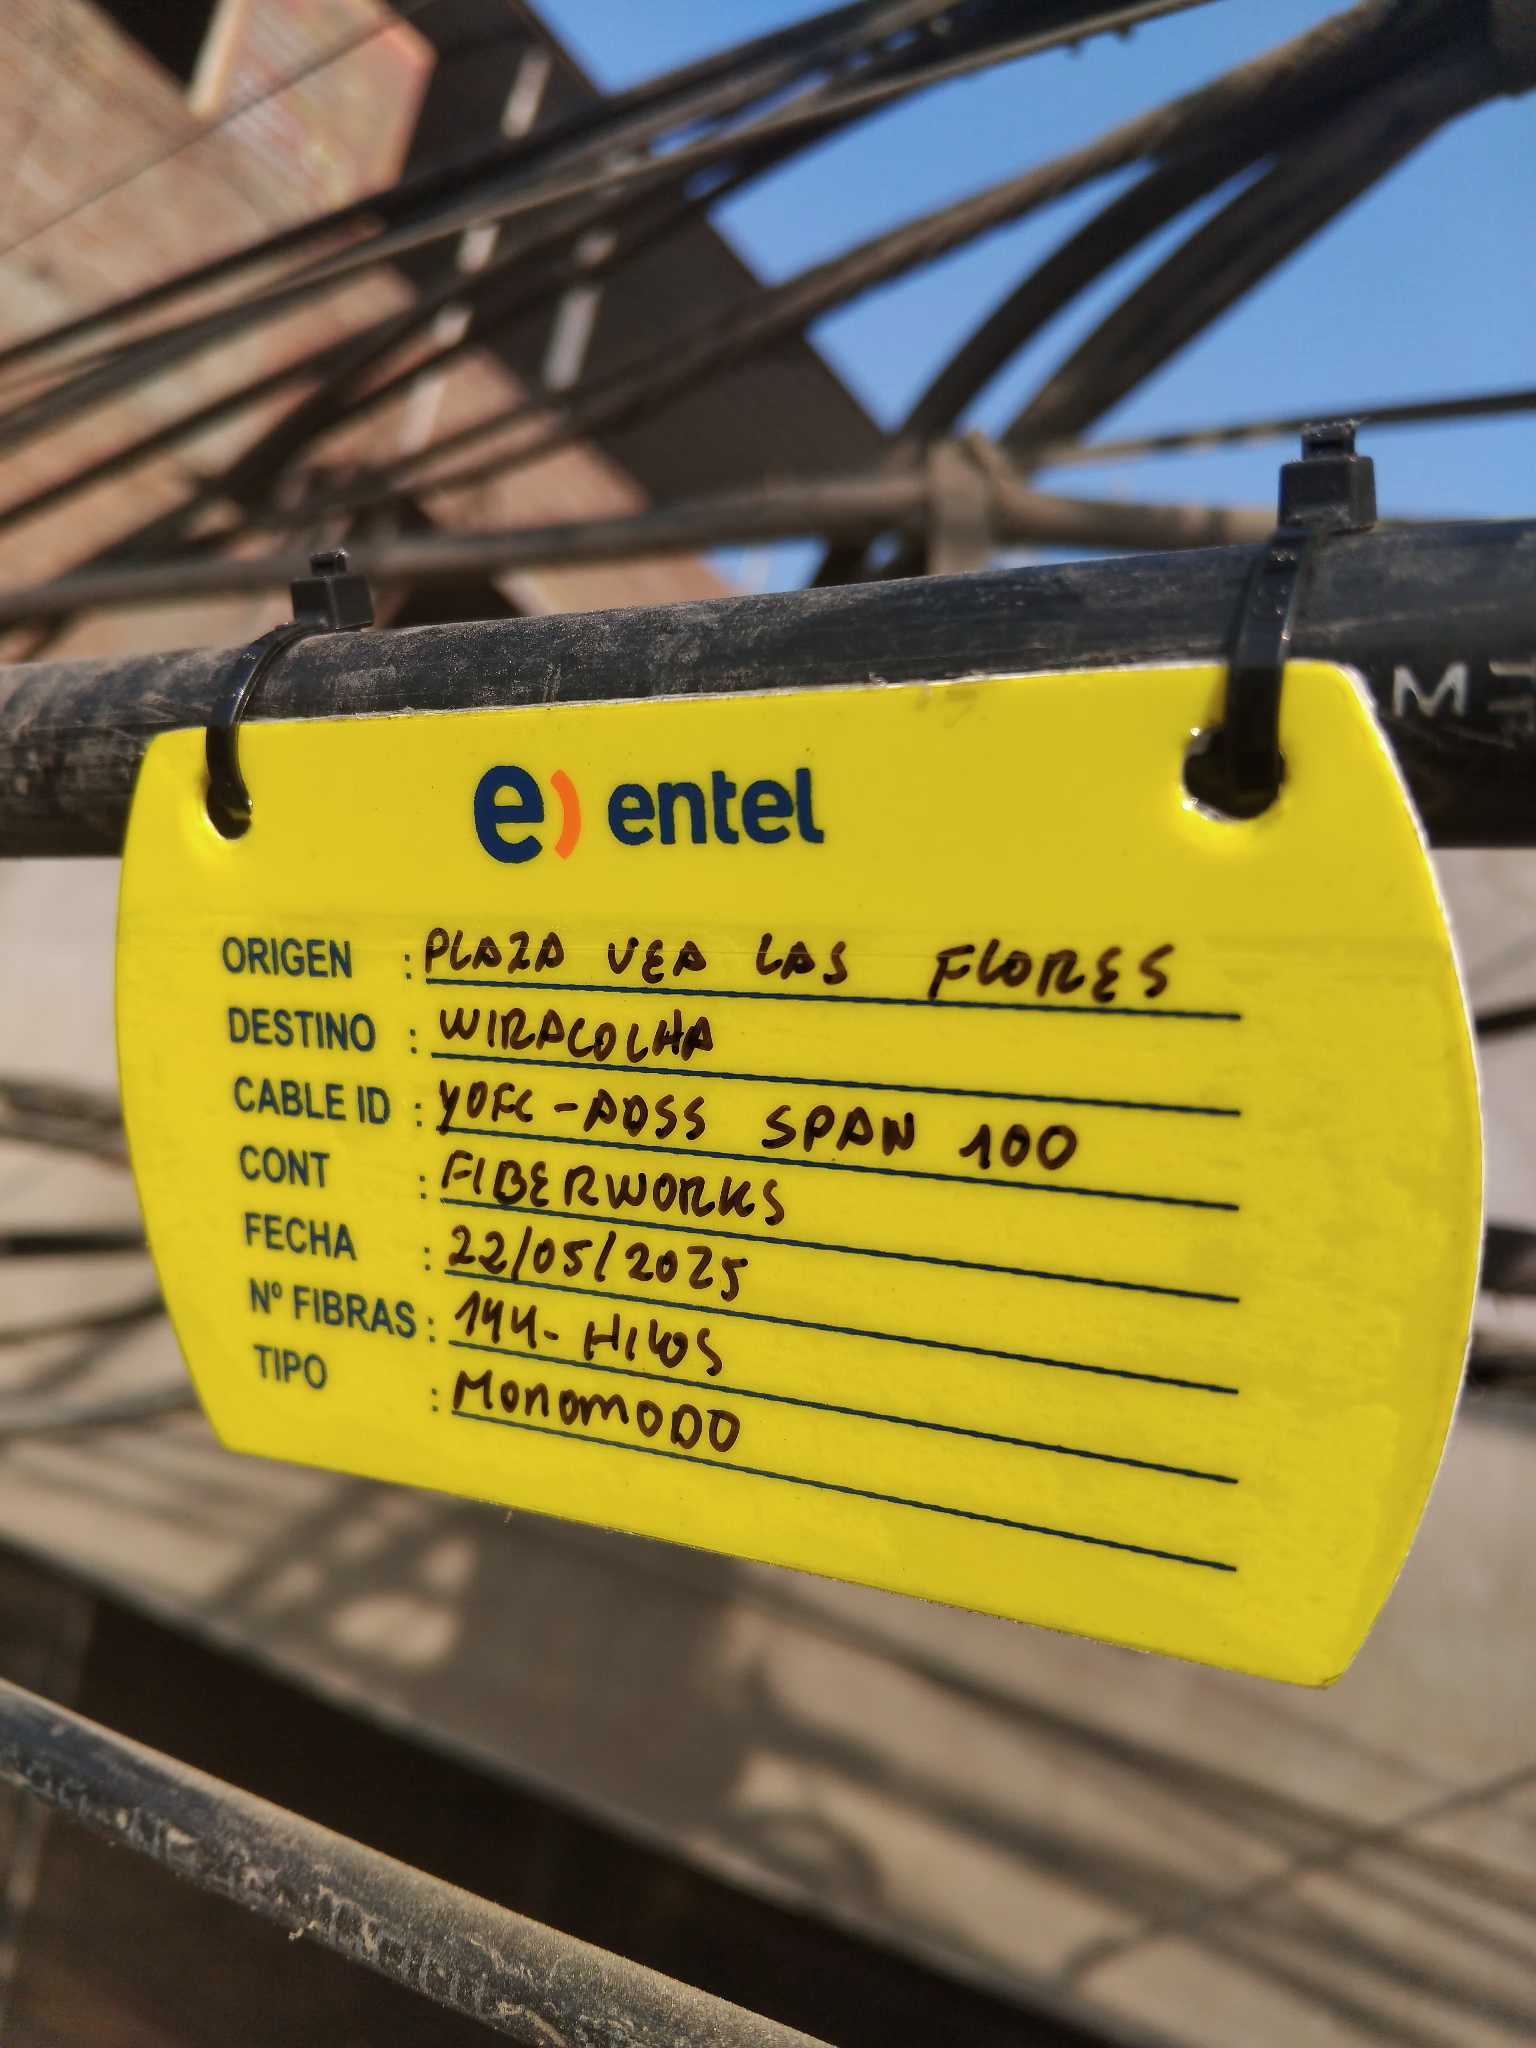 e) entel
ORIGEN : PLAZA VEA LAS FLORES
DESTINO : WIRACOCHA
CABLE ID : YOFC - ADSS SPAN 100
CONT : FIBERWORKS
FECHA : 22/05/2025
Nº FIBRAS : 144 - HILOS
TIPO : MONOMODO